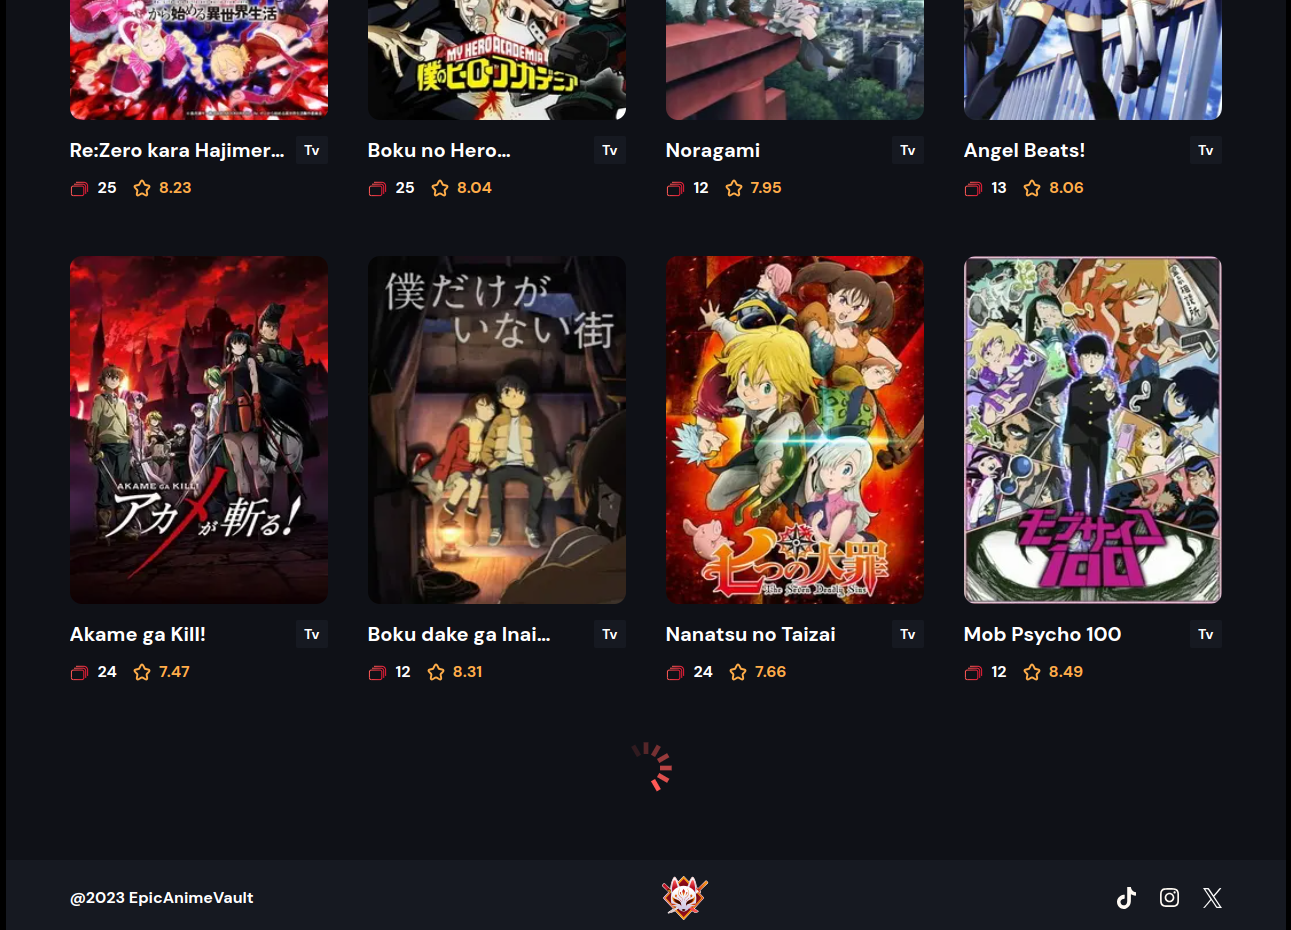 から始める異世界生活
MY HERO ACADEMIA
僕のヒーローアカデミア
Re:Zero kara Hajimer... Tv
25 8.23
Boku no Hero... Tv
25 8.04
Noragami Tv
12 7.95
Angel Beats! Tv
13 8.06
AKAME GA KILL!
アカメが斬る!
僕だけが
いない街
七つの大罪
The Seven Deadly Sins
モブサイコ
100
Akame ga Kill! Tv
24 7.47
Boku dake ga Inai... Tv
12 8.31
Nanatsu no Taizai Tv
24 7.66
Mob Psycho 100 Tv
12 8.49
@2023 EpicAnimeVault